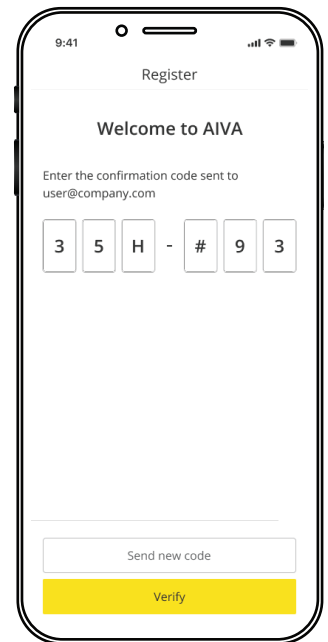 9:41
Register
Welcome to AIVA
Enter the confirmation code sent to
user@company.com
3 5 H - # 9 3
Send new code
Verify